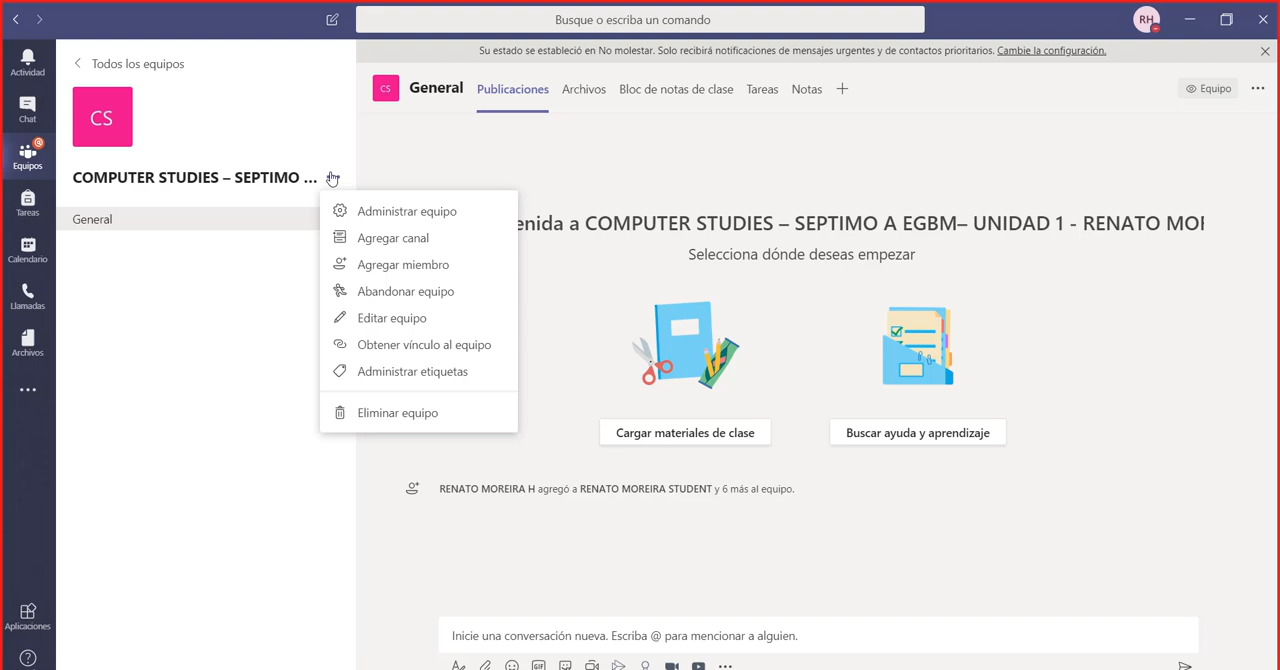 Busque o escriba un comando
RH
Su estado se estableció en No molestar. Solo recibirá notificaciones de mensajes urgentes y de contactos prioritarios. Cambie la configuración.
Actividad
Chat
Equipos
Tareas
Calendario
Llamadas
Archivos
Aplicaciones
Todos los equipos
CS
COMPUTER STUDIES – SEPTIMO ...
General
Administrar equipo
Agregar canal
Agregar miembro
Abandonar equipo
Editar equipo
Obtener vínculo al equipo
Administrar etiquetas
Eliminar equipo
CS General Publicaciones Archivos Bloc de notas de clase Tareas Notas Equipo
enida a COMPUTER STUDIES – SEPTIMO A EGBM– UNIDAD 1 - RENATO MOR
Selecciona dónde deseas empezar
Cargar materiales de clase
Buscar ayuda y aprendizaje
RENATO MOREIRA H agregó a RENATO MOREIRA STUDENT y 6 más al equipo.
Inicie una conversación nueva. Escriba @ para mencionar a alguien.
GIF